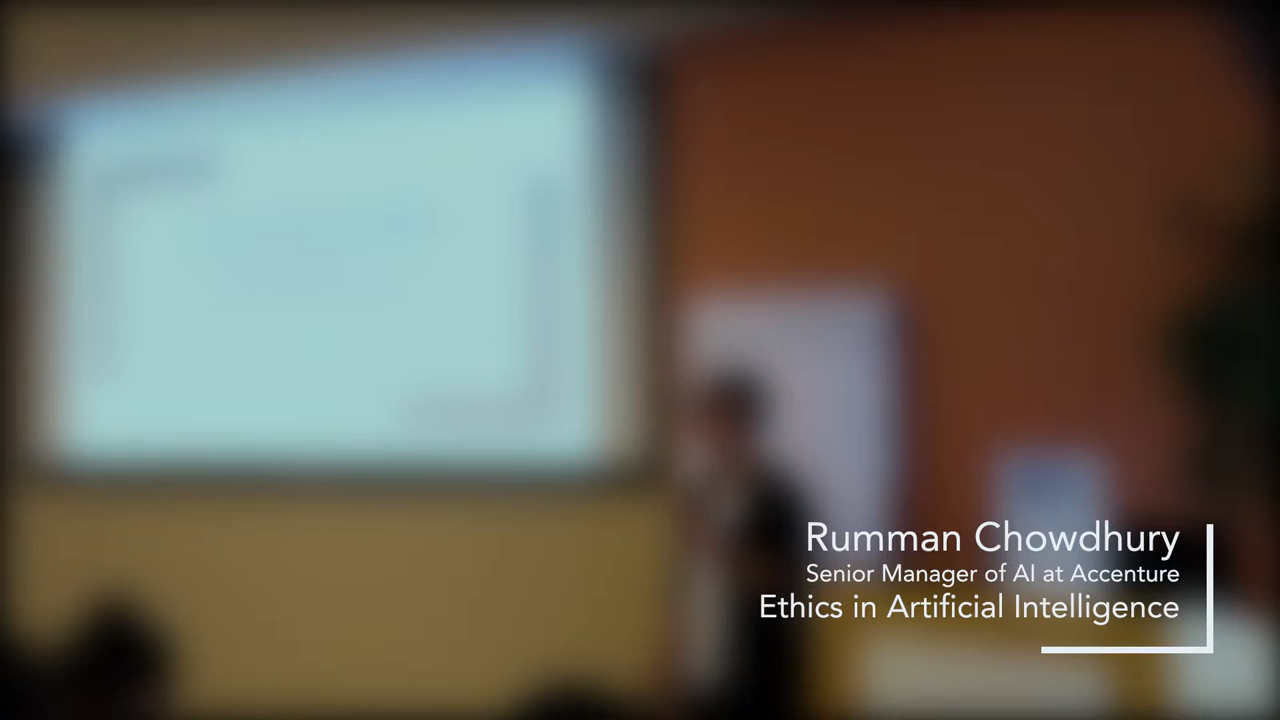 Rumman Chowdhury
Senior Manager of AI at Accenture
Ethics in Artificial Intelligence